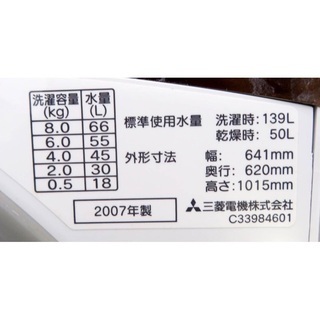 洗濯容量(kg) 水量(L)
8.0 66
6.0 55
4.0 45
2.0 30
0.5 18
標準使用水量 洗濯時:139L
乾燥時: 50L
外形寸法 幅: 641mm
奥行: 620mm
高さ:1015mm
2007年製
三菱電機株式会社
C33984601